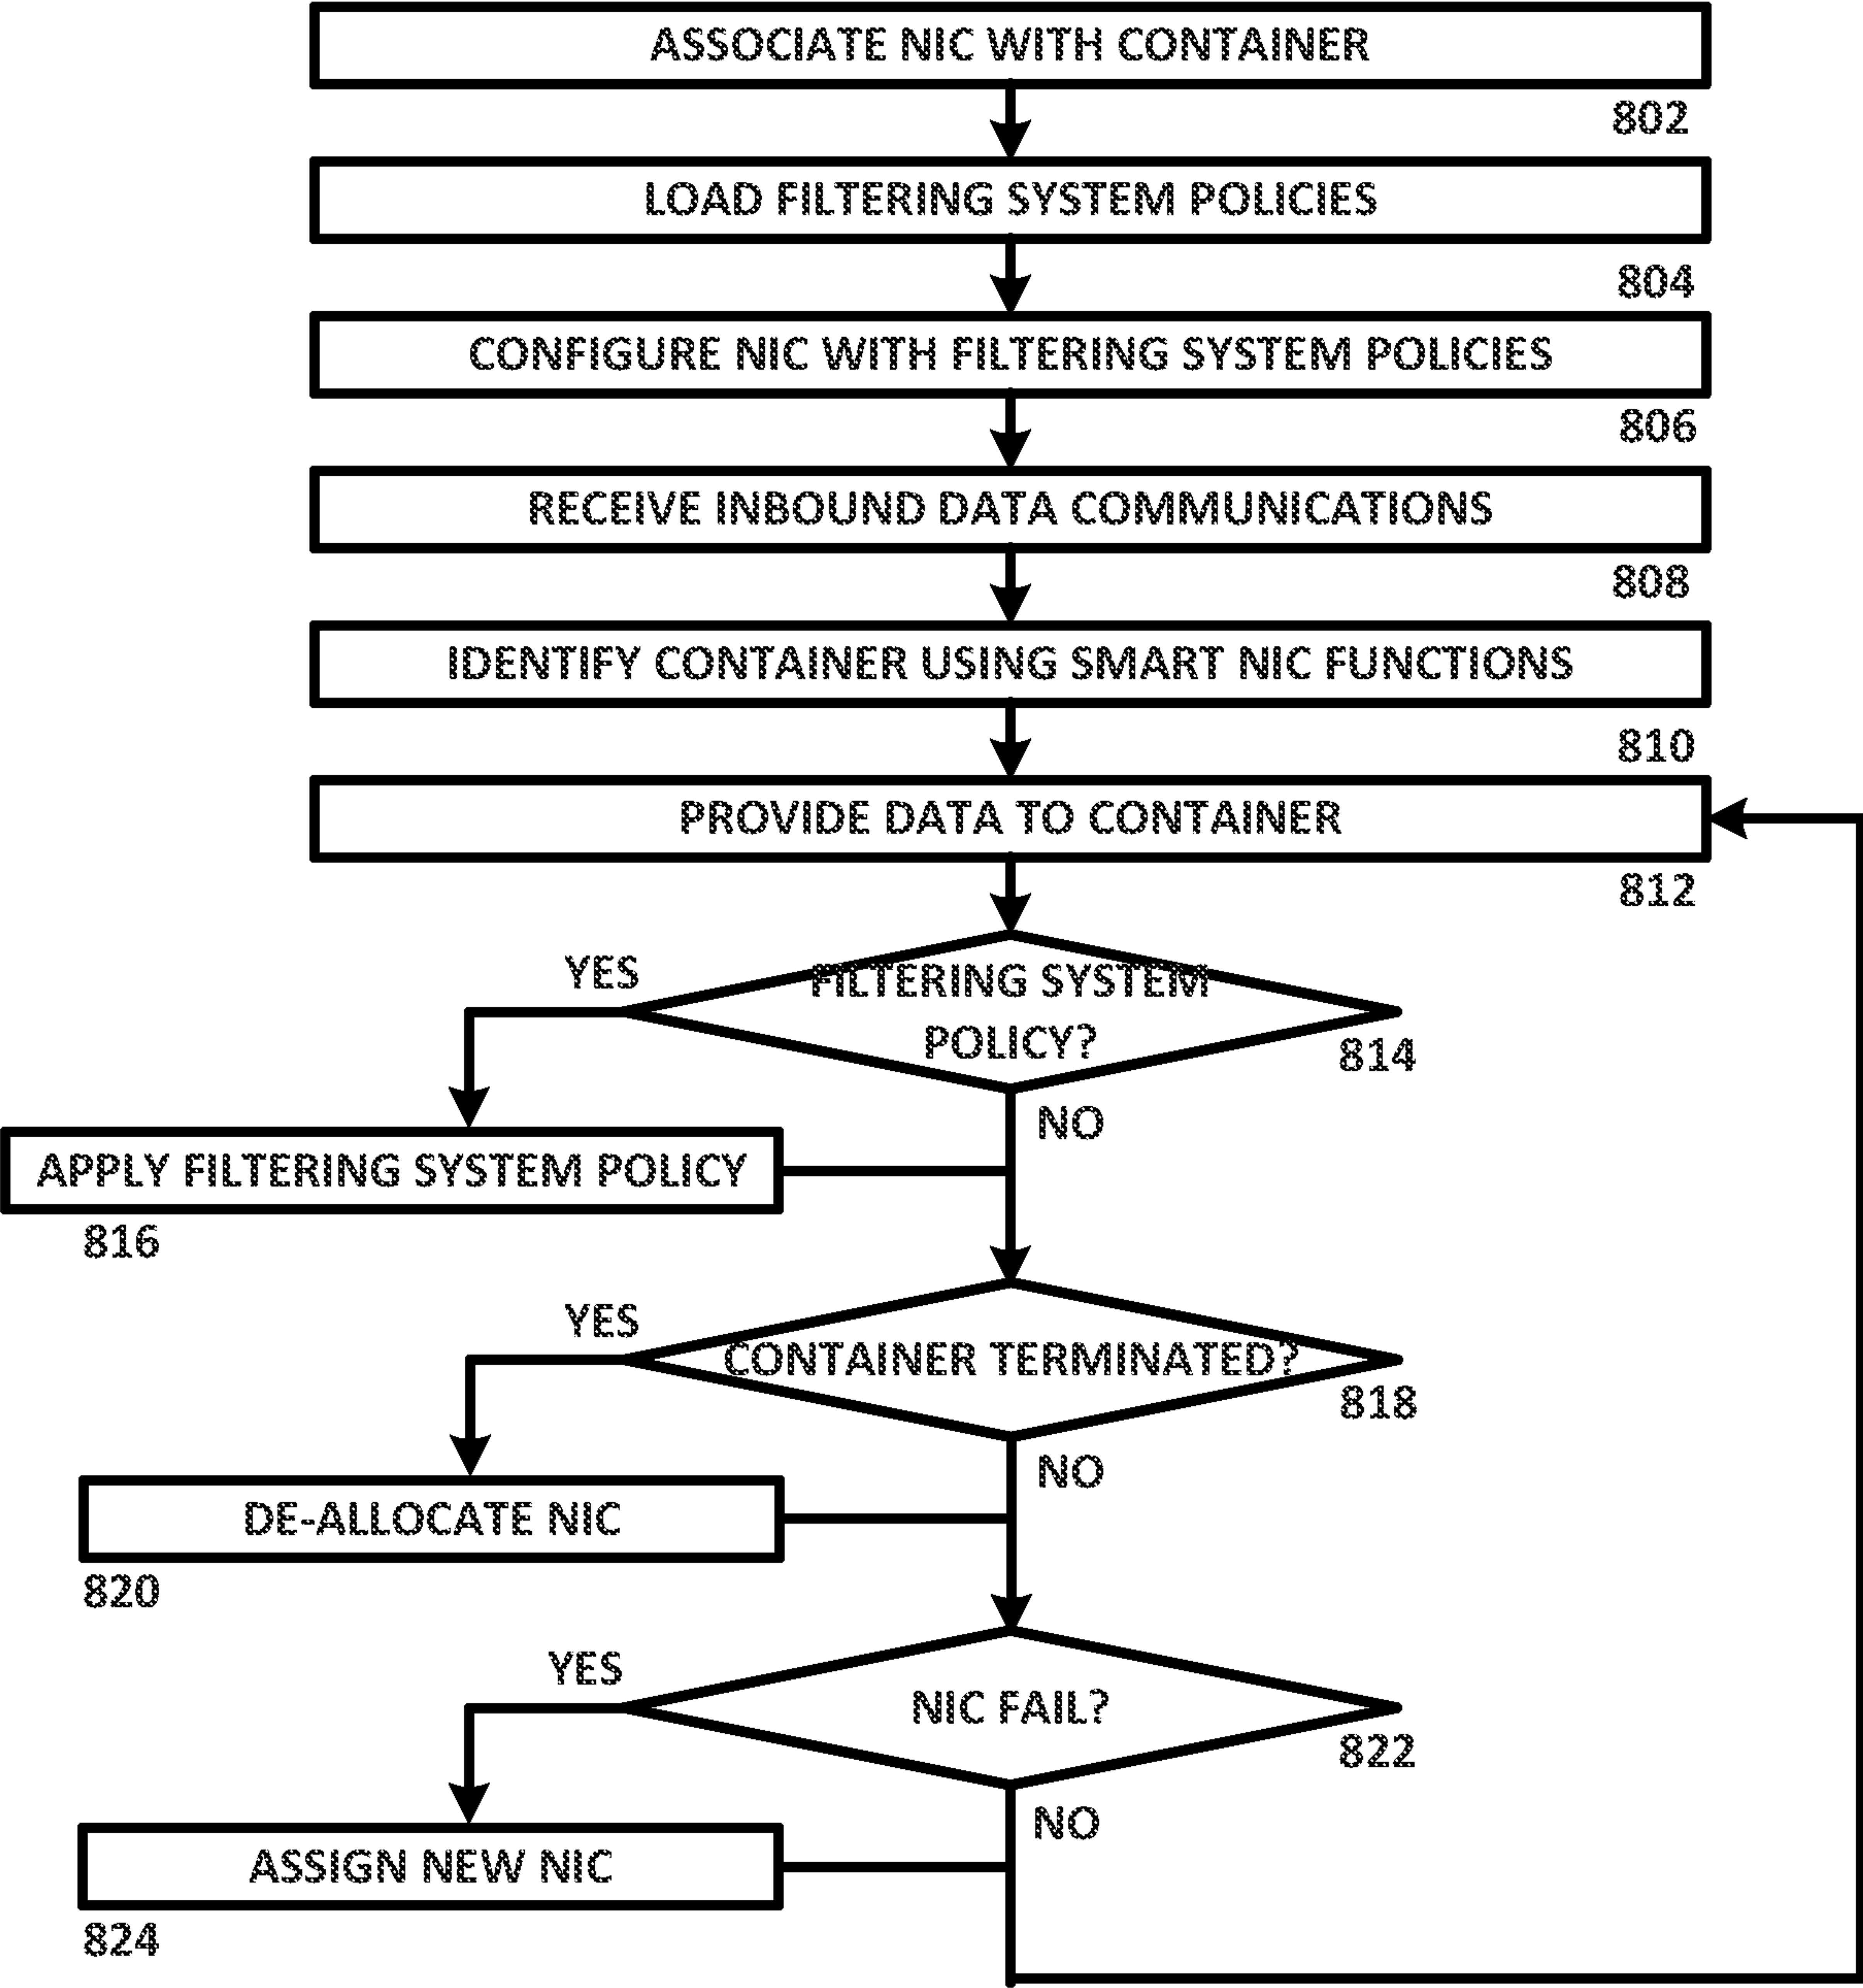 ASSOCIATE NIC WITH CONTAINER
802
LOAD FILTERING SYSTEM POLICIES
804
CONFIGURE NIC WITH FILTERING SYSTEM POLICIES
806
RECEIVE INBOUND DATA COMMUNICATIONS
808
IDENTIFY CONTAINER USING SMART NIC FUNCTIONS
810
PROVIDE DATA TO CONTAINER
812
YES
FILTERING SYSTEM
POLICY?
814
NO
APPLY FILTERING SYSTEM POLICY
816
YES
CONTAINER TERMINATED?
818
NO
DE-ALLOCATE NIC
820
YES
NIC FAIL?
822
NO
ASSIGN NEW NIC
824